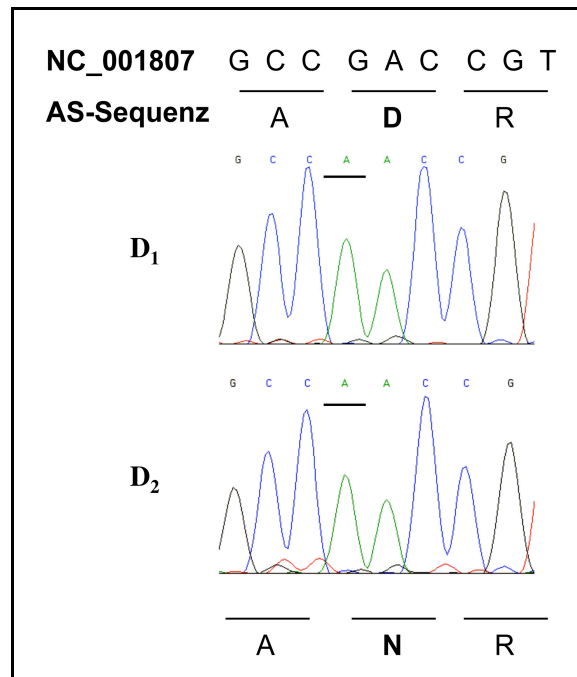 NC_001807 G C C G A C C G T
AS-Sequenz A D R
G C C A A C C G
D1
G C C A A C C G
D2
A N R